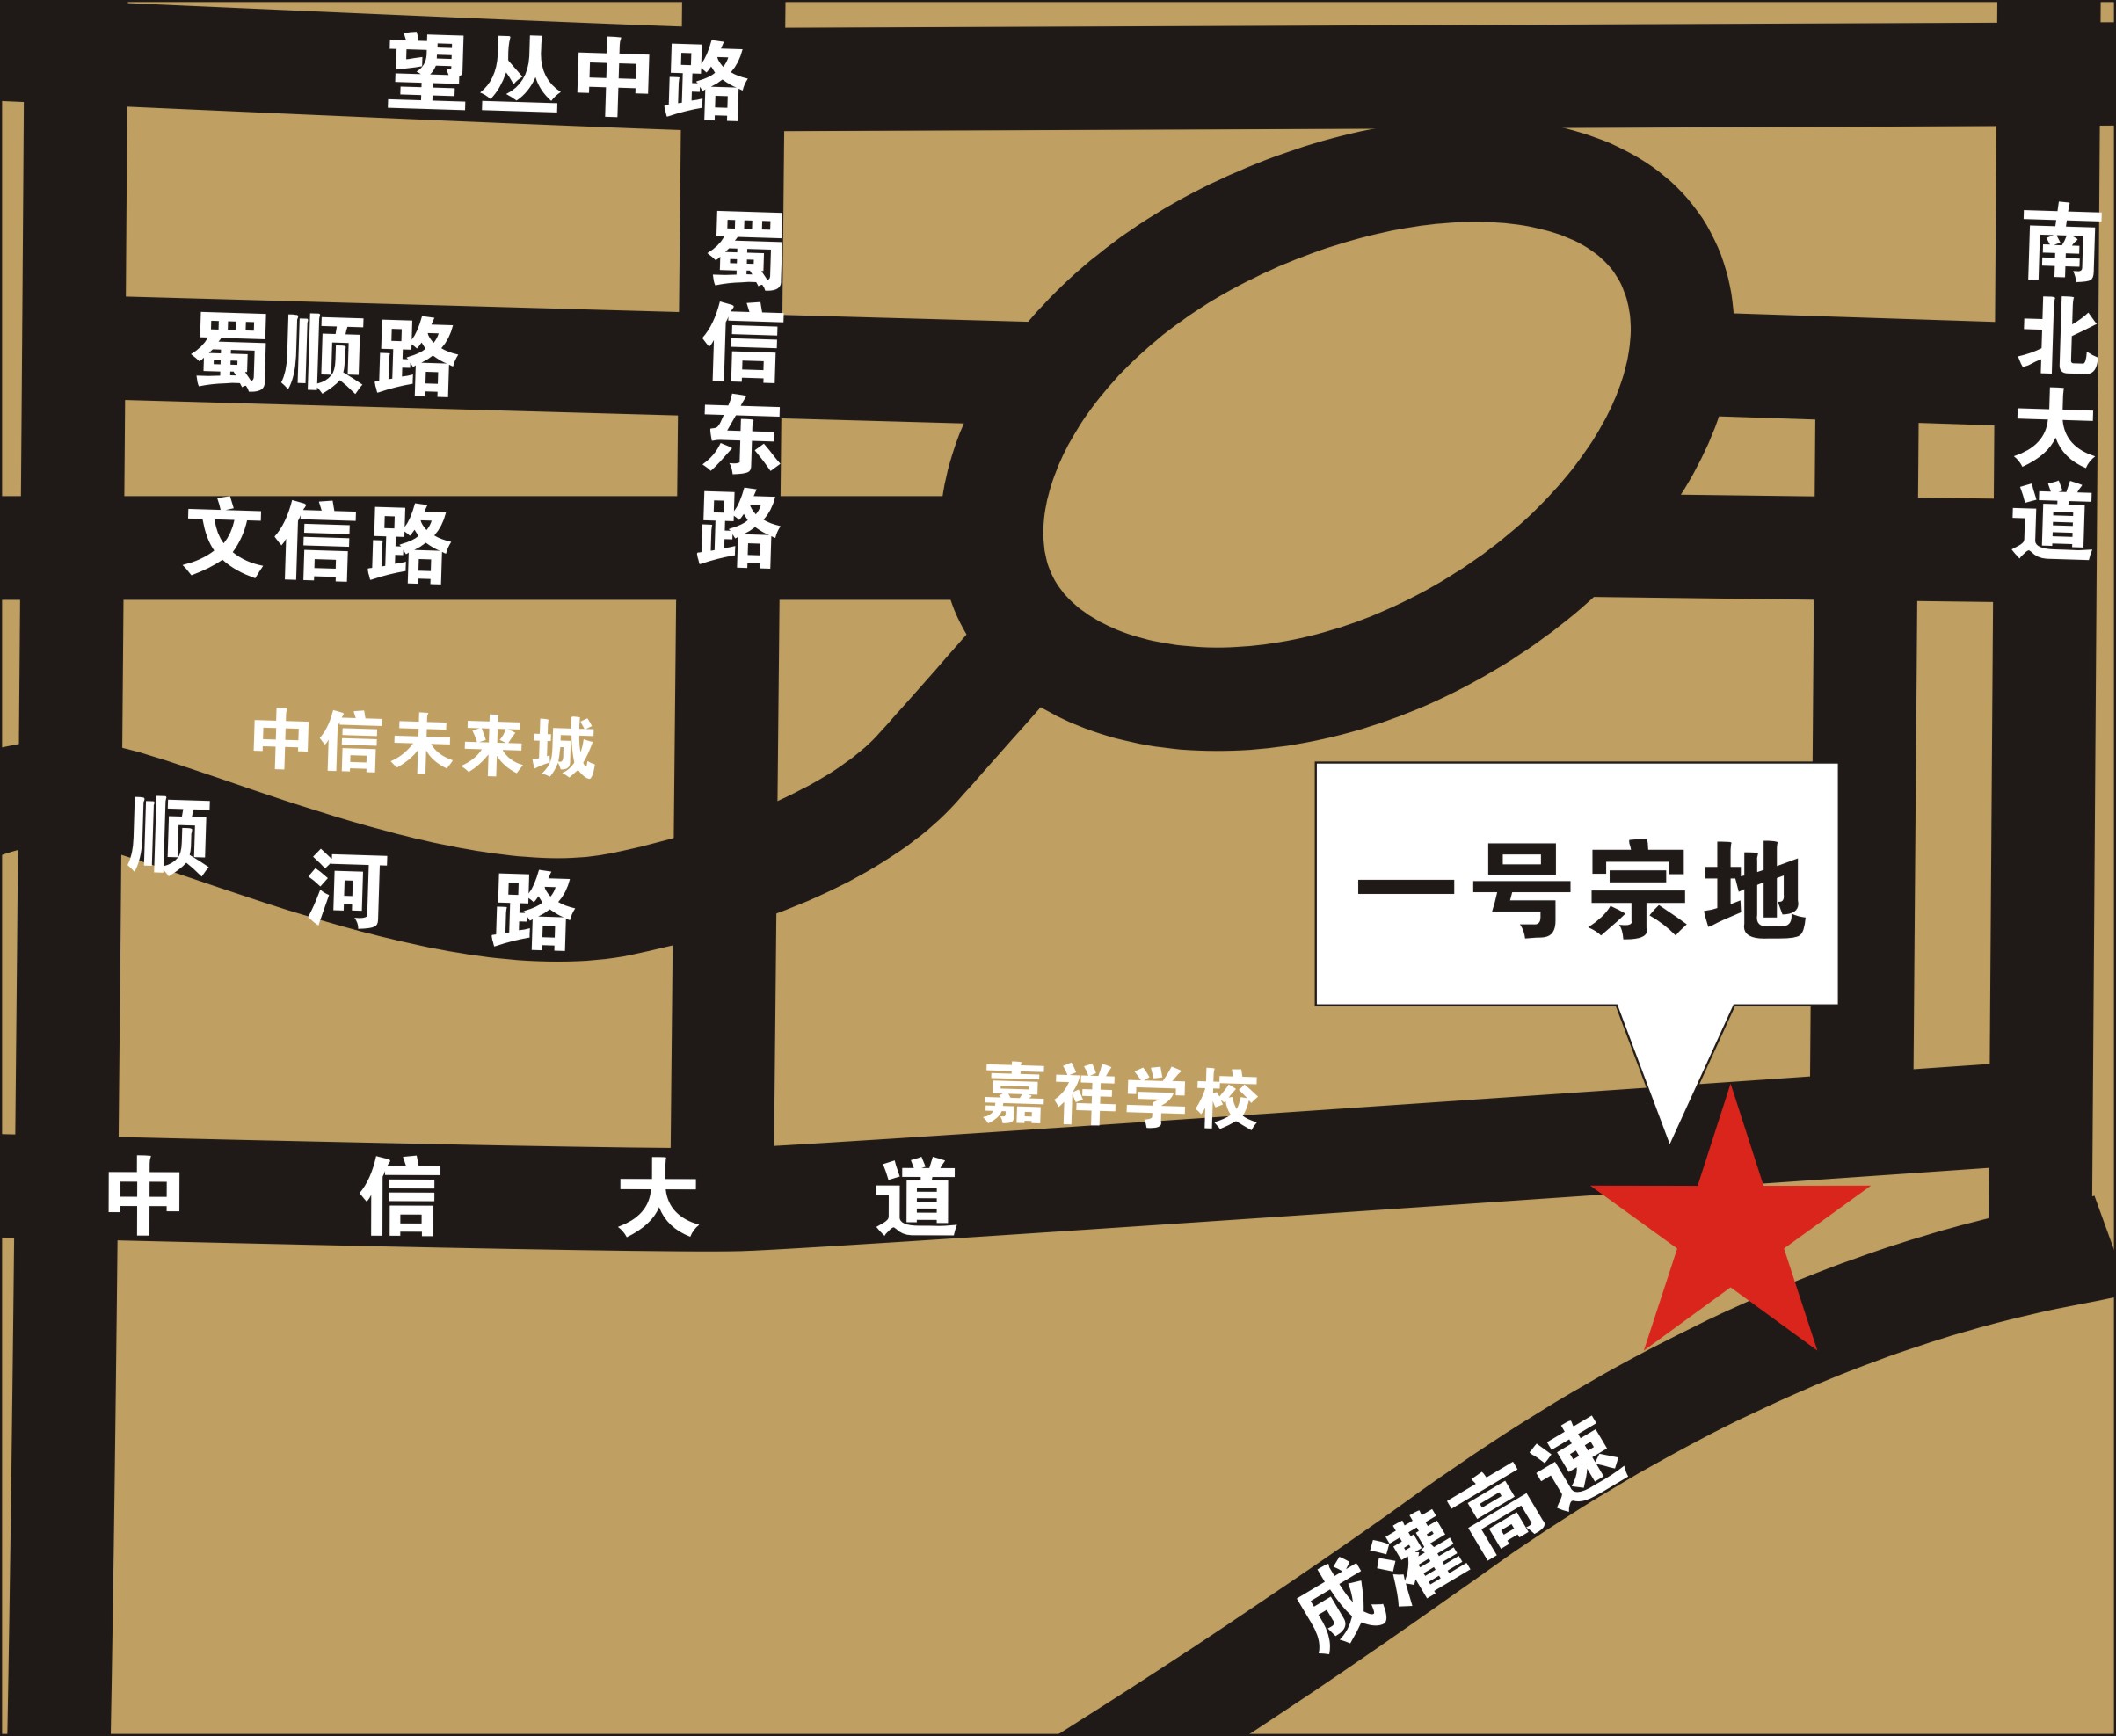 望丛中路
蜀信东路
南北大道
蜀顺路
文信路
中信未来城
顺河路
一号宗地
嘉祥学校
中信大道
成灌高速